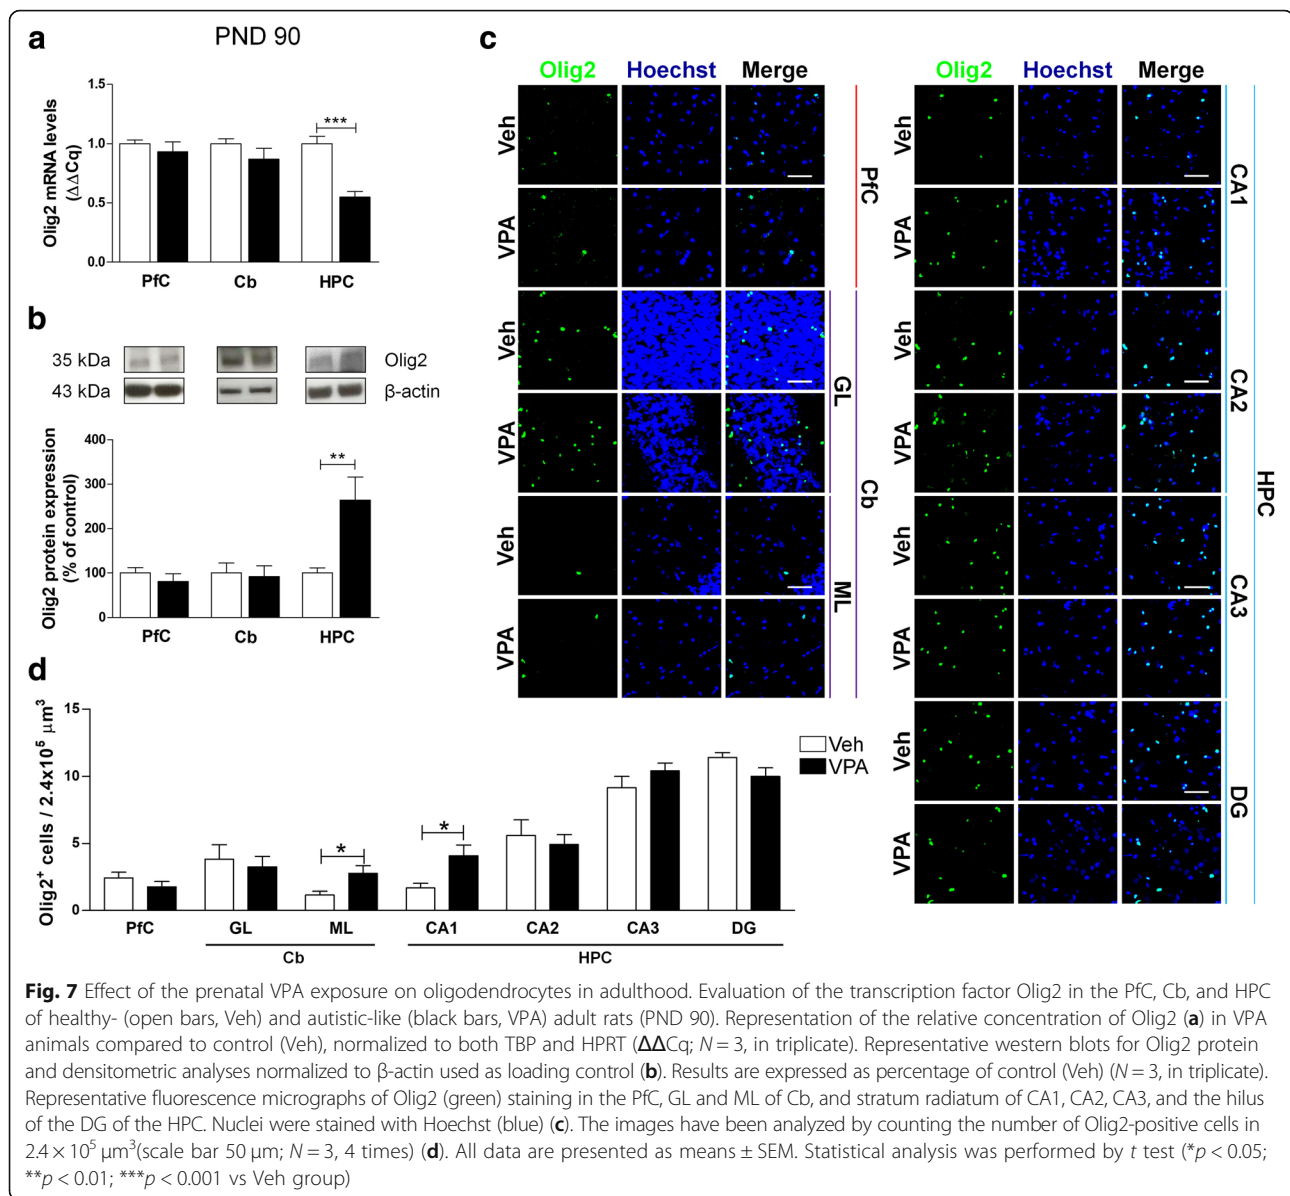 a
PND 90
Olig2 mRNA levels
(ΔΔCq)
1.5
1.0
0.5
0.0
***
PfC Cb HPC
b
35 kDa Olig2
43 kDa β-actin
Olig2 protein expression
(% of control)
400
300
200
100
0
**
PfC Cb HPC
c
Olig2 Hoechst Merge
Veh
VPA
PfC
Veh
VPA
GL
Veh
VPA
ML
Cb
Olig2 Hoechst Merge
Veh
VPA
CA1
Veh
VPA
CA2
Veh
VPA
CA3
Veh
VPA
DG
HPC
d
Olig2⁺ cells / 2.4x10⁵ µm³
15
10
5
0
*
*
Veh
VPA
PfC GL ML CA1 CA2 CA3 DG
Cb HPC
Fig. 7 Effect of the prenatal VPA exposure on oligodendrocytes in adulthood. Evaluation of the transcription factor Olig2 in the PfC, Cb, and HPC
of healthy- (open bars, Veh) and autistic-like (black bars, VPA) adult rats (PND 90). Representation of the relative concentration of Olig2 (a) in VPA
animals compared to control (Veh), normalized to both TBP and HPRT (ΔΔCq; N = 3, in triplicate). Representative western blots for Olig2 protein
and densitometric analyses normalized to β-actin used as loading control (b). Results are expressed as percentage of control (Veh) (N = 3, in triplicate).
Representative fluorescence micrographs of Olig2 (green) staining in the PfC, GL and ML of Cb, and stratum radiatum of CA1, CA2, CA3, and the hilus
of the DG of the HPC. Nuclei were stained with Hoechst (blue) (c). The images have been analyzed by counting the number of Olig2-positive cells in
2.4 × 10⁵ µm³(scale bar 50 µm; N = 3, 4 times) (d). All data are presented as means ± SEM. Statistical analysis was performed by t test (*p < 0.05;
**p < 0.01; ***p < 0.001 vs Veh group)